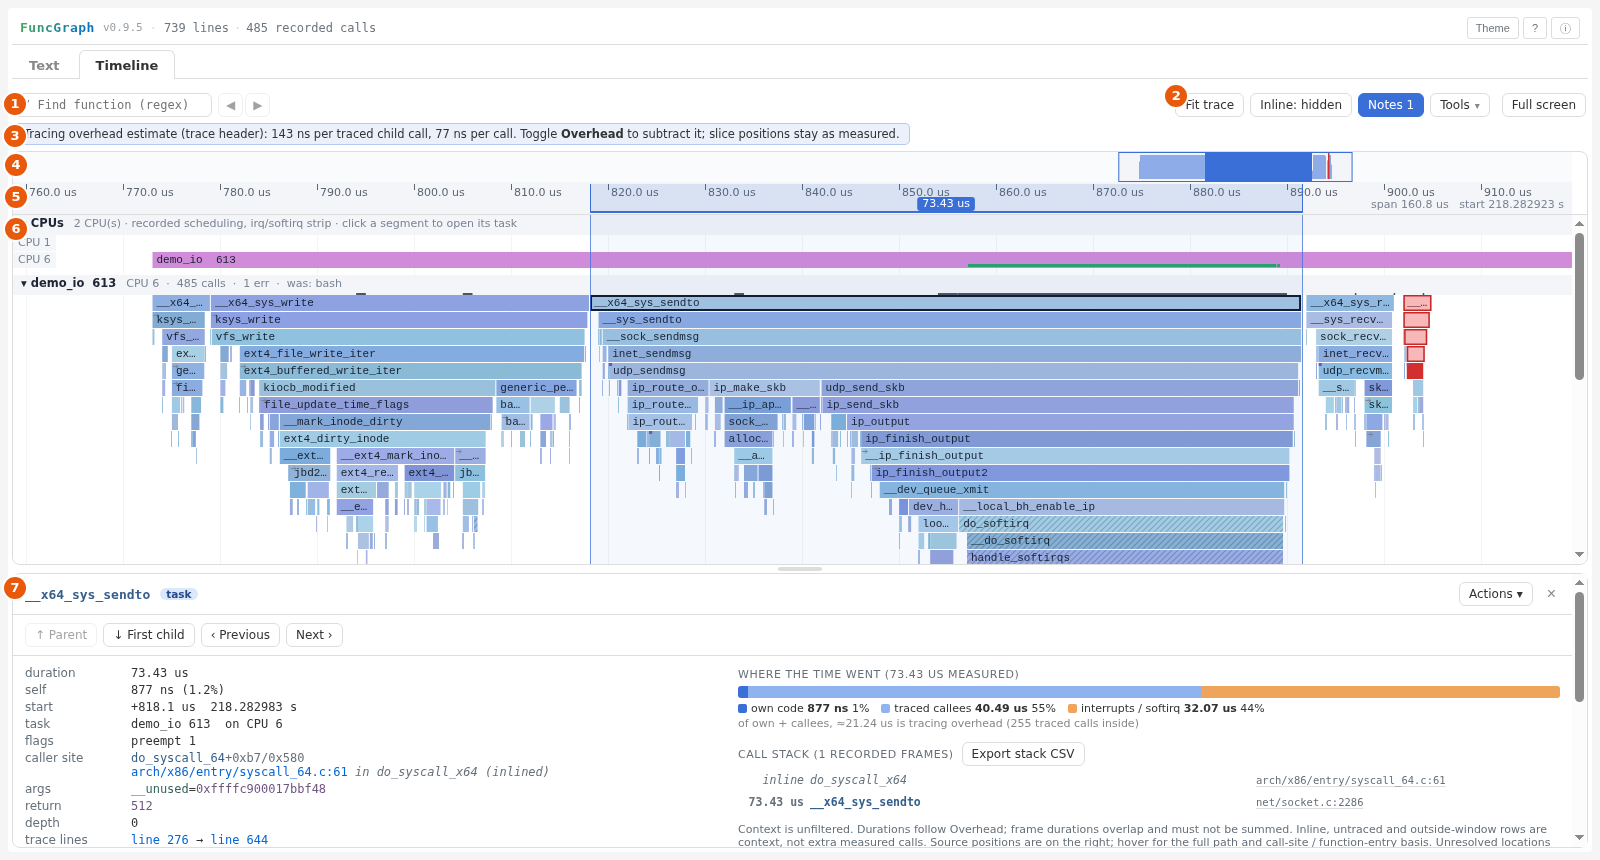 FuncGraph v0.9.5 · 739 lines · 485 recorded calls
Theme ? ⓘ
Text Timeline
1 Find function (regex) ◀ ▶ 2 Fit trace Inline: hidden Notes 1 Tools ▾ Full screen
3 Tracing overhead estimate (trace header): 143 ns per traced child call, 77 ns per call. Toggle Overhead to subtract it; slice positions stay as measured.
4
5 760.0 us 770.0 us 780.0 us 790.0 us 800.0 us 810.0 us 820.0 us 830.0 us 840.0 us 850.0 us 860.0 us 870.0 us 880.0 us 890.0 us 900.0 us 910.0 us
73.43 us span 160.8 us start 218.282923 s
6 CPUs 2 CPU(s) · recorded scheduling, irq/softirq strip · click a segment to open its task
CPU 1
CPU 6 demo_io 613
▾ demo_io 613 CPU 6 · 485 calls · 1 err · was: bash
__x64_… __x64_sys_write __x64_sys_sendto __x64_sys_r… __…
ksys_… ksys_write __sys_sendto __sys_recv…
vfs_… vfs_write __sock_sendmsg sock_recv…
ex… ext4_file_write_iter inet_sendmsg inet_recv…
ge… ext4_buffered_write_iter udp_sendmsg udp_recvm…
fi… kiocb_modified generic_pe… ip_route_o… ip_make_skb udp_send_skb __s… sk…
file_update_time_flags ba… ip_route… __ip_ap… __… ip_send_skb sk…
__mark_inode_dirty ba… ip_rout… sock_… ip_output
ext4_dirty_inode alloc… ip_finish_output
__ext… __ext4_mark_ino… __… __a… __ip_finish_output
jbd2… ext4_re… ext4_… jb… ip_finish_output2
ext… __dev_queue_xmit
__e… dev_h… __local_bh_enable_ip
loo… do_softirq
__do_softirq
handle_softirqs
7 __x64_sys_sendto task Actions ▾ ✕
↑ Parent ↓ First child ‹ Previous Next ›
duration 73.43 us
self 877 ns (1.2%)
start +818.1 us 218.282983 s
task demo_io 613 on CPU 6
flags preempt 1
caller site do_syscall_64+0xb7/0x580
arch/x86/entry/syscall_64.c:61 in do_syscall_x64 (inlined)
args __unused=0xffffc900017bbf48
return 512
depth 0
trace lines line 276 → line 644
WHERE THE TIME WENT (73.43 US MEASURED)
own code 877 ns 1% traced callees 40.49 us 55% interrupts / softirq 32.07 us 44%
of own + callees, ≈21.24 us is tracing overhead (255 traced calls inside)
CALL STACK (1 RECORDED FRAMES) Export stack CSV
inline do_syscall_x64 arch/x86/entry/syscall_64.c:61
73.43 us __x64_sys_sendto net/socket.c:2286
Context is unfiltered. Durations follow Overhead; frame durations overlap and must not be summed. Inline, untraced and outside-window rows are
context, not extra measured calls. Source positions are on the right; hover for the full path and call-site / function-entry basis. Unresolved locations